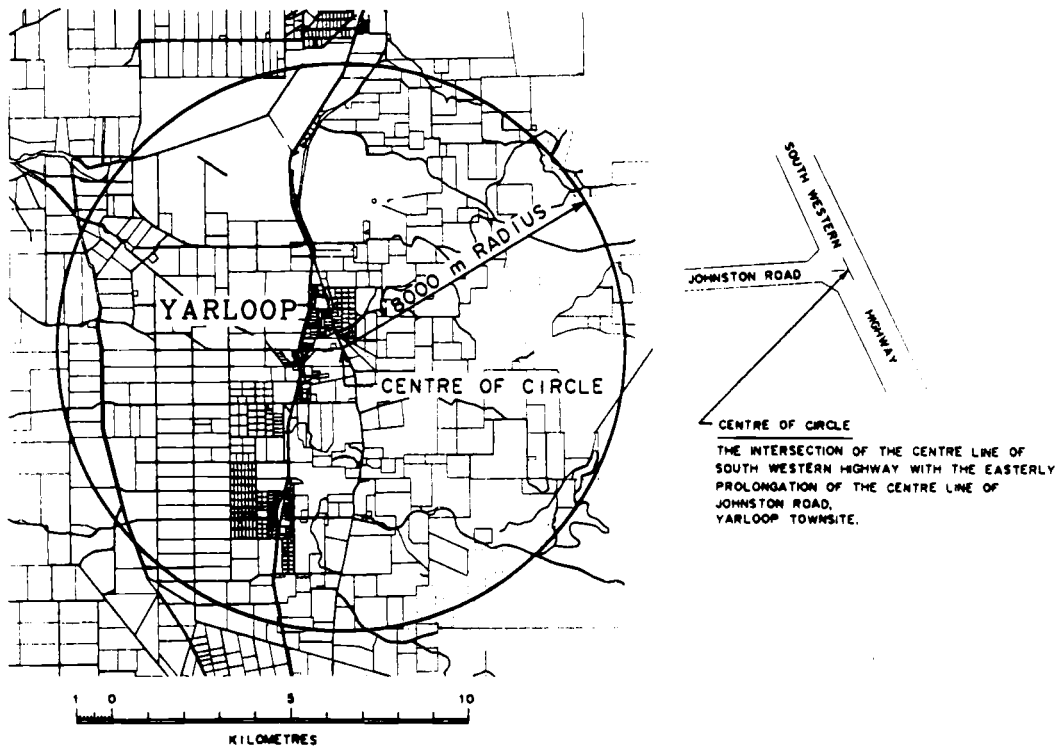 YARLOOP
8000 m RADIUS
CENTRE OF CIRCLE
1 0 5 10
KILOMETRES
SOUTH WESTERN HIGHWAY
JOHNSTON ROAD
CENTRE OF CIRCLE
THE INTERSECTION OF THE CENTRE LINE OF
SOUTH WESTERN HIGHWAY WITH THE EASTERLY
PROLONGATION OF THE CENTRE LINE OF
JOHNSTON ROAD,
YARLOOP TOWNSITE.